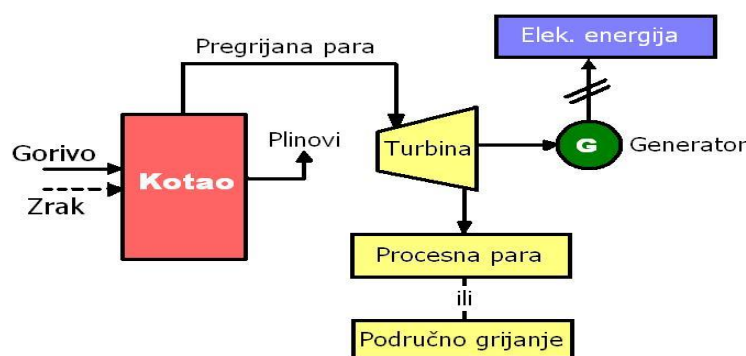 Elek. energija
Pregrijana para
Plinovi
Gorivo
Kotao
Zrak
Turbina
G
Generator
Procesna para
ili
Područno grijanje